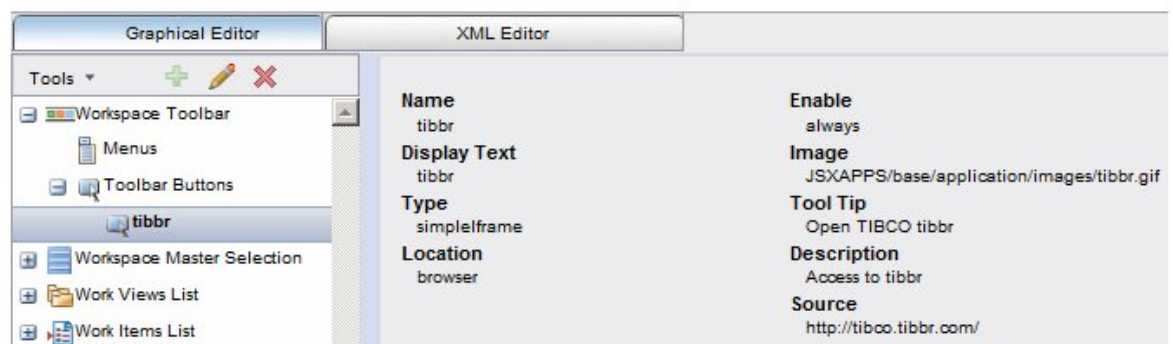 Graphical Editor XML Editor
Tools
Workspace Toolbar
Menus
Toolbar Buttons
tibbr
Workspace Master Selection
Work Views List
Work Items List
Name
tibbr
Display Text
tibbr
Type
simpleIframe
Location
browser
Enable
always
Image
JSXAPPS/base/application/images/tibbr.gif
Tool Tip
Open TIBCO tibbr
Description
Access to tibbr
Source
http://tibco.tibbr.com/